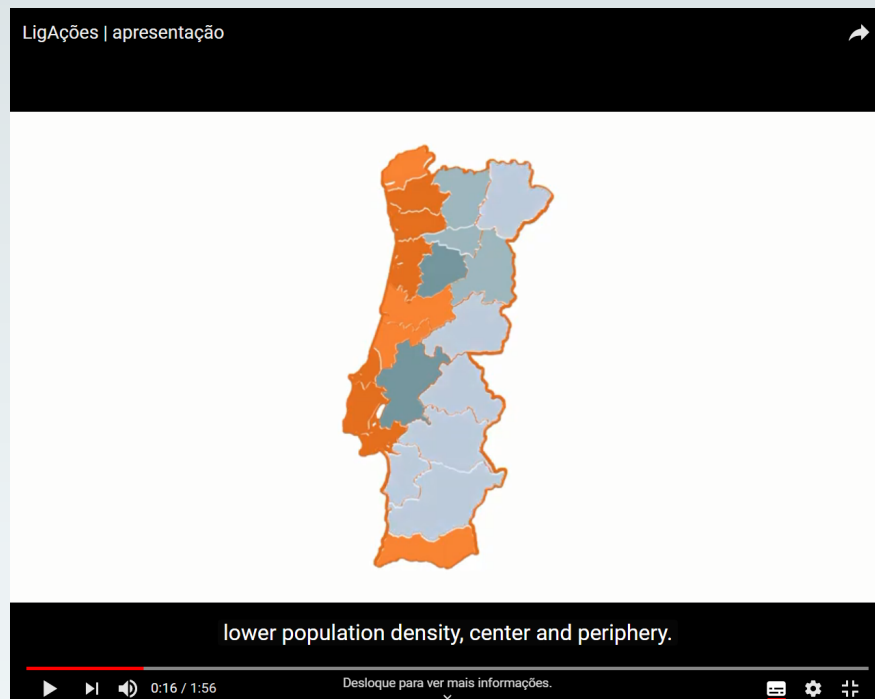 LigAções | apresentação
lower population density, center and periphery.
0:16 / 1:56
Desloque para ver mais informações.